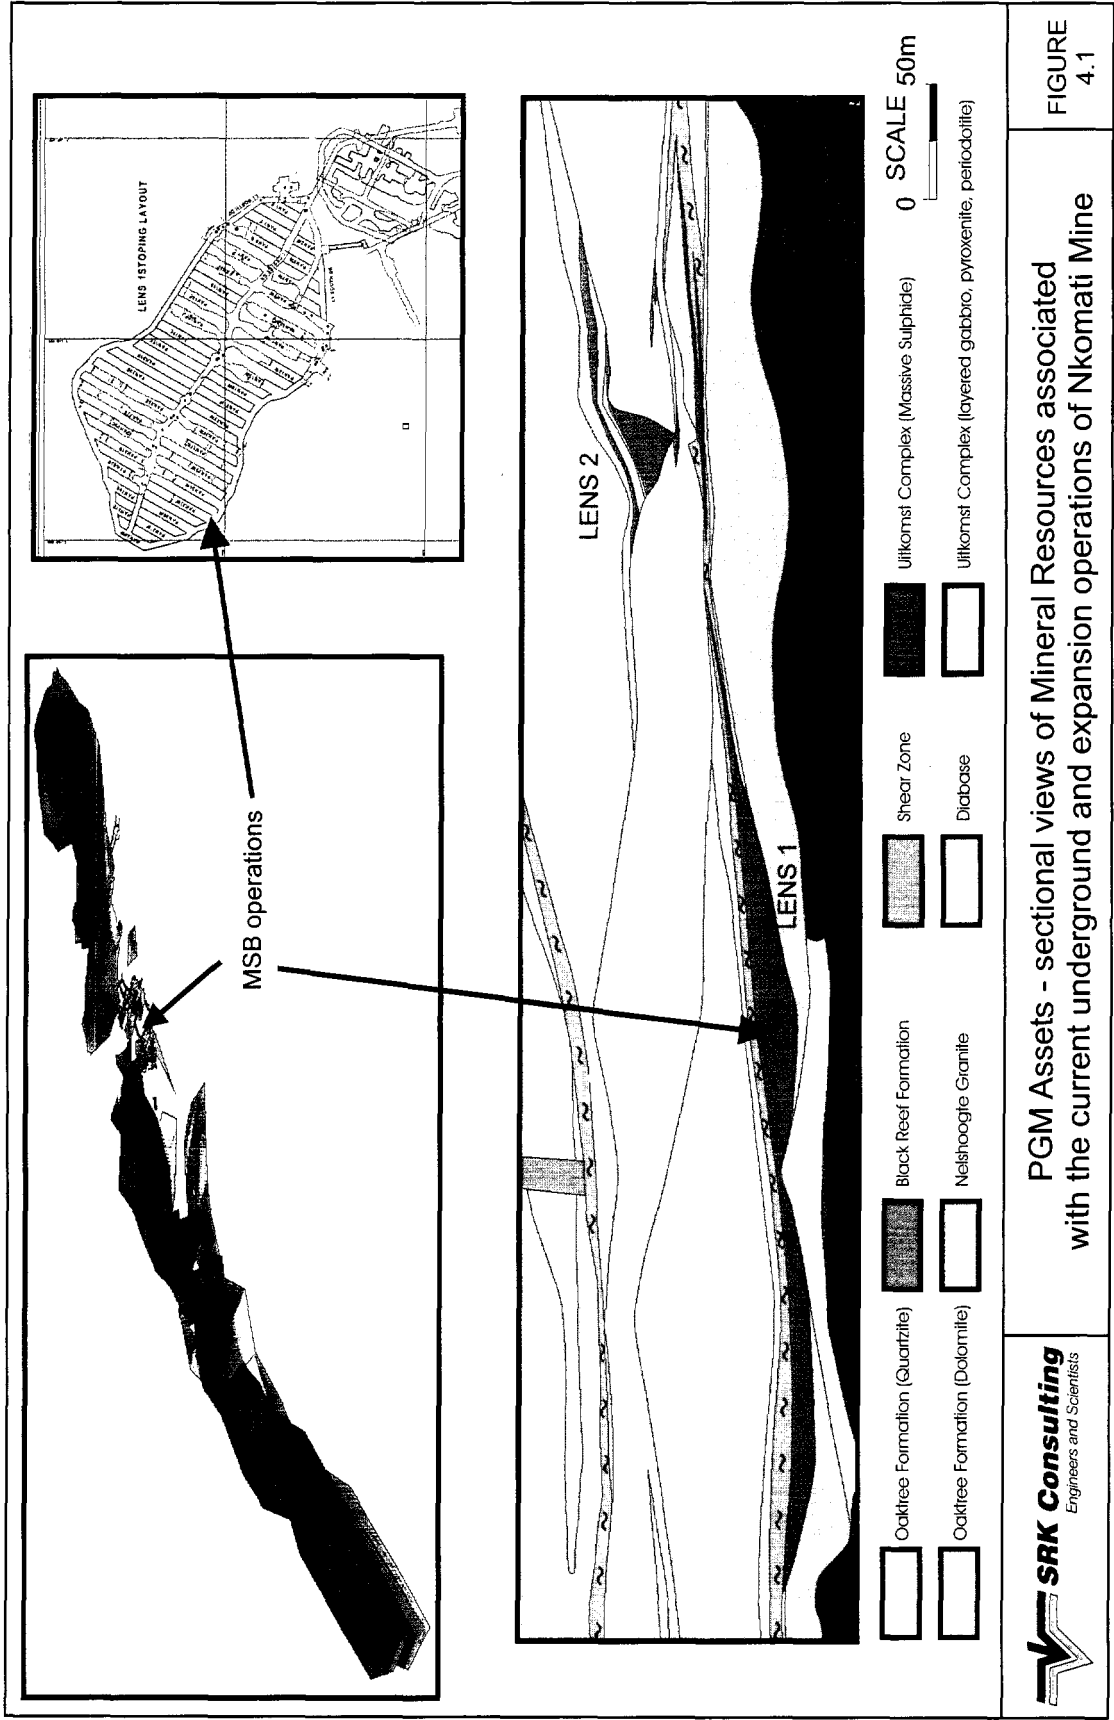 LENS 1STOPING LAYOUT
MSB operations
LENS 2
LENS 1
0 SCALE 50m
Oaktree Formation (Quartzite)
Black Reef Formation
Shear Zone
Uitkomst Complex (Massive Sulphide)
Oaktree Formation (Dolomite)
Nelshoogte Granite
Diabase
Uitkomst Complex (layered gabbro, pyroxenite, periodotite)
SRK Consulting
Engineers and Scientists
PGM Assets - sectional views of Mineral Resources associated
with the current underground and expansion operations of Nkomati Mine
FIGURE
4.1